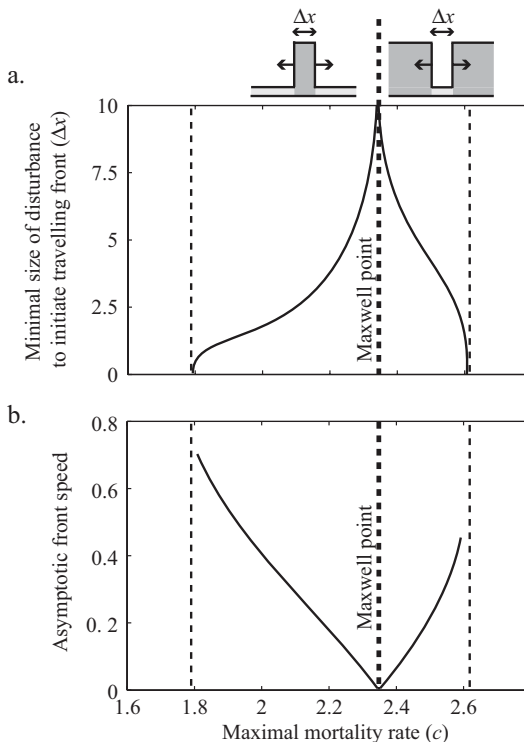 Δx
Δx
a.
Minimal size of disturbance
to initiate travelling front (Δx)
10
7.5
5
2.5
0
Maxwell point
b.
Asymptotic front speed
0.8
0.6
0.4
0.2
0
Maxwell point
1.6
1.8
2
2.2
2.4
2.6
Maximal mortality rate (c)